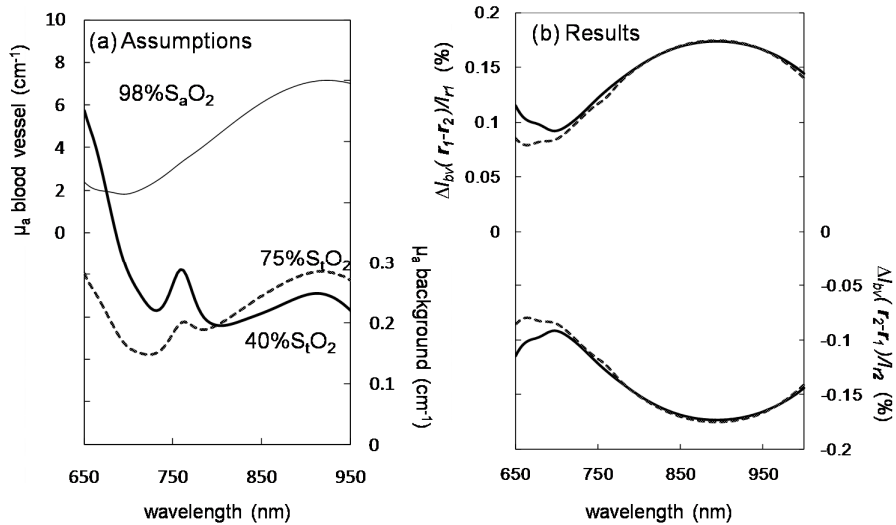 (a) Assumptions
10
8
6
4
2
0
μa blood vessel (cm-1)
98%SaO2
75%StO2
40%StO2
0.3
0.2
0.1
0
μa background (cm-1)
650
750
850
950
wavelength (nm)
(b) Results
0.2
0.15
0.1
0.05
0
ΔIbv(r1-r2)/Ir1 (%)
0
-0.05
-0.1
-0.15
-0.2
ΔIbv(r2-r1)/Ir2 (%)
650
750
850
950
wavelength (nm)